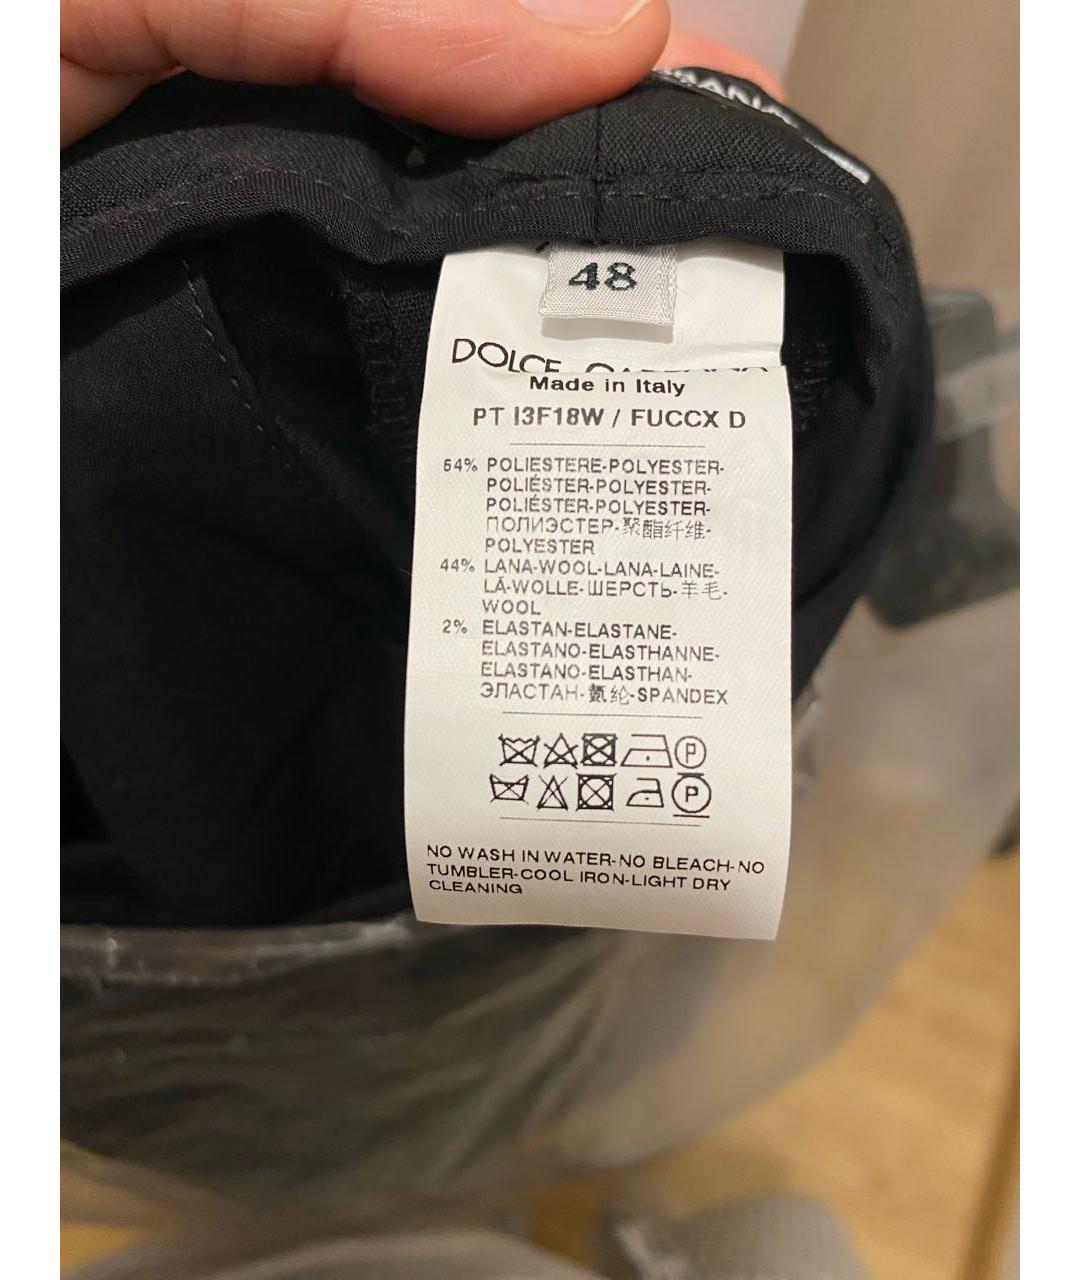 48
DOLCE
Made in Italy
PT I3F18W / FUCCX D
64% POLIESTERE-POLYESTER-
POLIÉSTER-POLYESTER-
POLIÉSTER-POLYESTER-
ПОЛИЭСТЕР-聚酯纤维-
POLYESTER
44% LANA-WOOL-LANA-LAINE-
LÃ-WOLLE-ШЕРСТЬ-羊毛-
WOOL
2% ELASTAN-ELASTANE-
ELASTANO-ELASTHANNE-
ELASTANO-ELASTHAN-
ЭЛАСТАН-氨纶-SPANDEX
P
P
NO WASH IN WATER-NO BLEACH-NO
TUMBLER-COOL IRON-LIGHT DRY
CLEANING